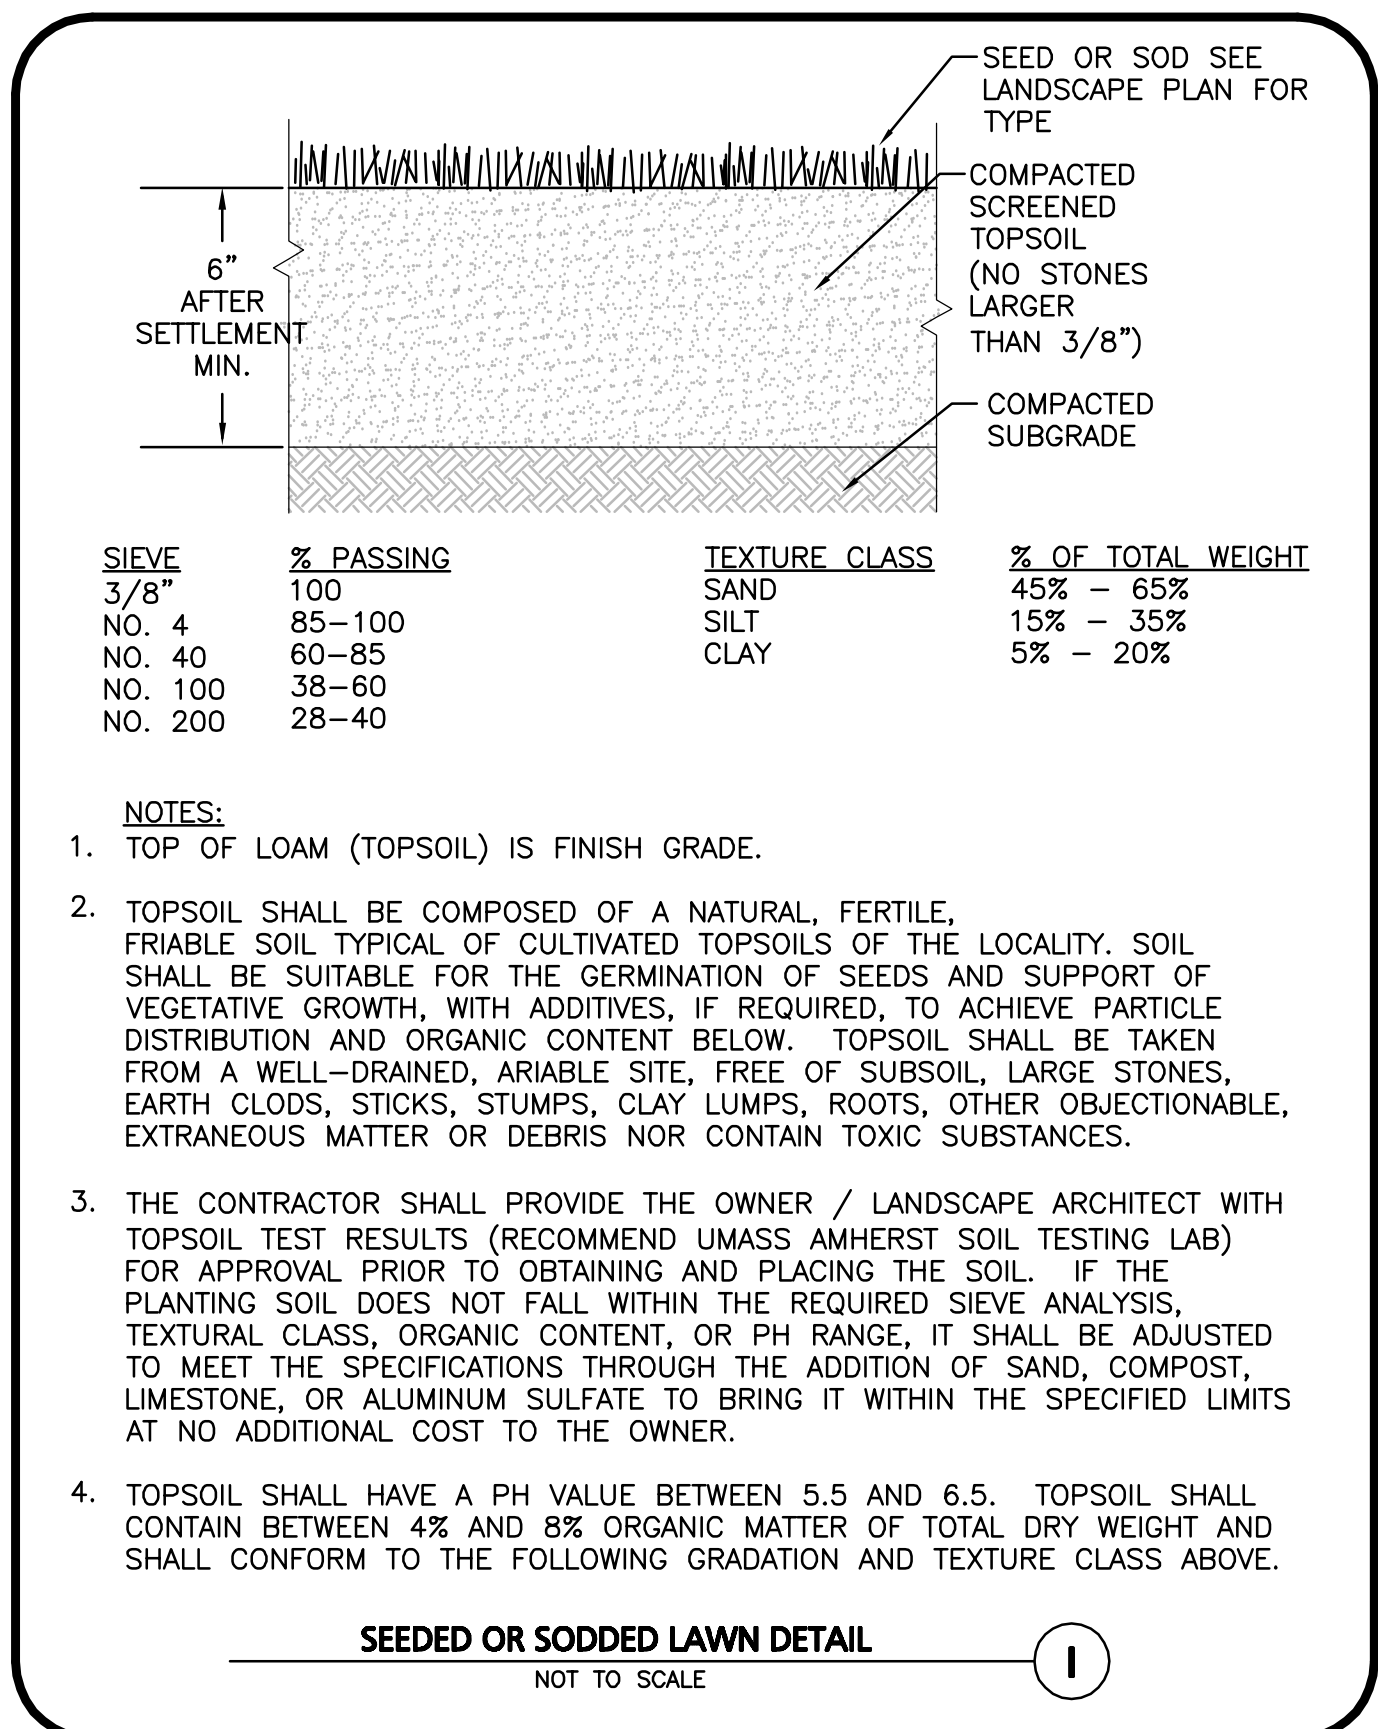 SEED OR SOD SEE
LANDSCAPE PLAN FOR
TYPE
COMPACTED
SCREENED
TOPSOIL
(NO STONES
LARGER
THAN 3/8")
6"
AFTER
SETTLEMENT
MIN.
COMPACTED
SUBGRADE
SIEVE % PASSING
3/8" 100
NO. 4 85-100
NO. 40 60-85
NO. 100 38-60
NO. 200 28-40
TEXTURE CLASS % OF TOTAL WEIGHT
SAND 45% - 65%
SILT 15% - 35%
CLAY 5% - 20%
NOTES:
1. TOP OF LOAM (TOPSOIL) IS FINISH GRADE.
2. TOPSOIL SHALL BE COMPOSED OF A NATURAL, FERTILE,
FRIABLE SOIL TYPICAL OF CULTIVATED TOPSOILS OF THE LOCALITY. SOIL
SHALL BE SUITABLE FOR THE GERMINATION OF SEEDS AND SUPPORT OF
VEGETATIVE GROWTH, WITH ADDITIVES, IF REQUIRED, TO ACHIEVE PARTICLE
DISTRIBUTION AND ORGANIC CONTENT BELOW. TOPSOIL SHALL BE TAKEN
FROM A WELL-DRAINED, ARIABLE SITE, FREE OF SUBSOIL, LARGE STONES,
EARTH CLODS, STICKS, STUMPS, CLAY LUMPS, ROOTS, OTHER OBJECTIONABLE,
EXTRANEOUS MATTER OR DEBRIS NOR CONTAIN TOXIC SUBSTANCES.
3. THE CONTRACTOR SHALL PROVIDE THE OWNER / LANDSCAPE ARCHITECT WITH
TOPSOIL TEST RESULTS (RECOMMEND UMASS AMHERST SOIL TESTING LAB)
FOR APPROVAL PRIOR TO OBTAINING AND PLACING THE SOIL. IF THE
PLANTING SOIL DOES NOT FALL WITHIN THE REQUIRED SIEVE ANALYSIS,
TEXTURAL CLASS, ORGANIC CONTENT, OR PH RANGE, IT SHALL BE ADJUSTED
TO MEET THE SPECIFICATIONS THROUGH THE ADDITION OF SAND, COMPOST,
LIMESTONE, OR ALUMINUM SULFATE TO BRING IT WITHIN THE SPECIFIED LIMITS
AT NO ADDITIONAL COST TO THE OWNER.
4. TOPSOIL SHALL HAVE A PH VALUE BETWEEN 5.5 AND 6.5. TOPSOIL SHALL
CONTAIN BETWEEN 4% AND 8% ORGANIC MATTER OF TOTAL DRY WEIGHT AND
SHALL CONFORM TO THE FOLLOWING GRADATION AND TEXTURE CLASS ABOVE.
SEEDED OR SODDED LAWN DETAIL
NOT TO SCALE
1